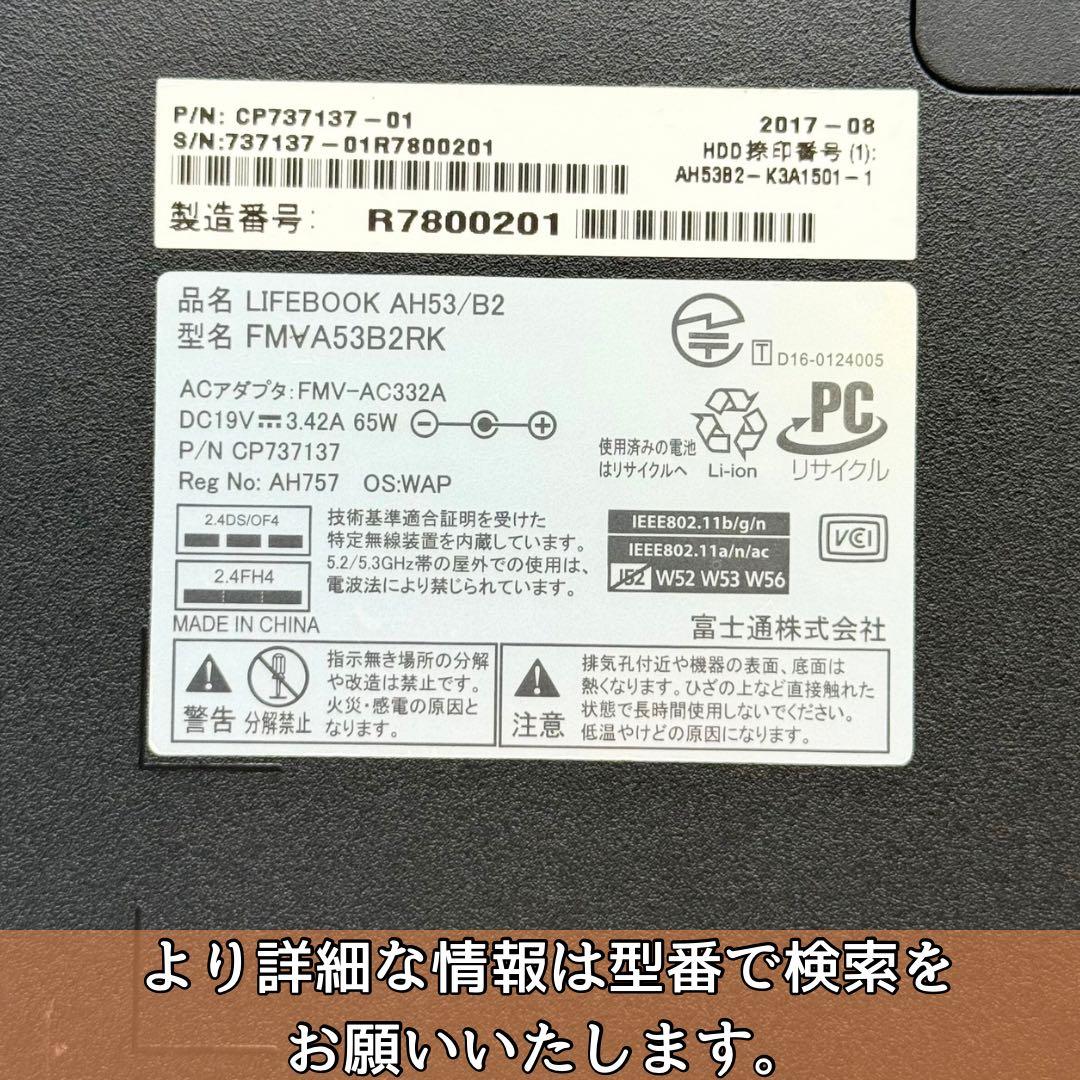 P/N: CP737137-01
S/N:737137-01R7800201
2017-08
HDD捺印番号(1):
AH53B2-K3A1501-1
製造番号: R7800201
品名 LIFEBOOK AH53/B2
型名 FM∀A53B2RK
T D16-0124005
ACアダプタ:FMV-AC332A
DC19V 3.42A 65W
P/N CP737137
Reg No: AH757 OS:WAP
使用済みの電池
はリサイクルへ
Li-ion
PC
リサイクル
2.4DS/OF4
2.4FH4
技術基準適合証明を受けた
特定無線装置を内蔵しています。
5.2/5.3GHz帯の屋外での使用は、
電波法により禁じられています。
IEEE802.11b/g/n
IEEE802.11a/n/ac
J52 W52 W53 W56
VCI
MADE IN CHINA
富士通株式会社
警告
分解禁止
指示無き場所の分解
や改造は禁止です。
火災・感電の原因と
なります。
注意
排気孔付近や機器の表面、底面は
熱くなります。ひざの上など直接触れた
状態で長時間使用しないでください。
低温やけどの原因になります。
より詳細な情報は型番で検索を
お願いいたします。